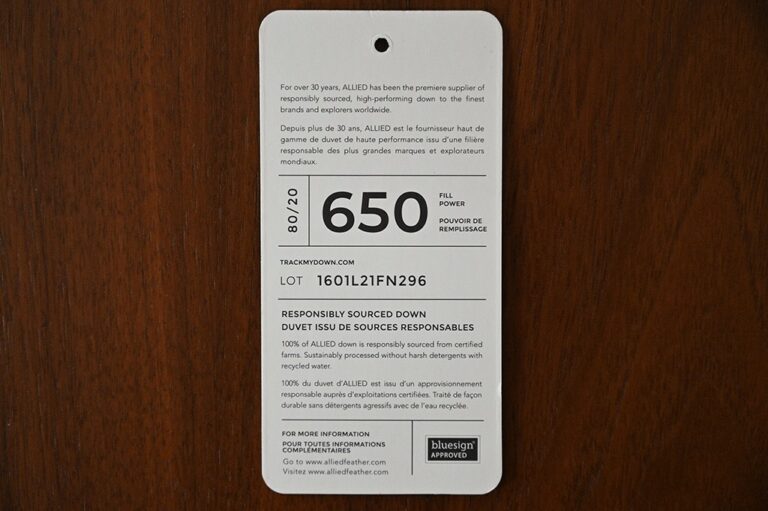 For over 30 years, ALLIED has been the premiere supplier of
responsibly sourced, high-performing down to the finest
brands and explorers worldwide.
Depuis plus de 30 ans, ALLIED est le fournisseur haut de
gamme de duvet de haute performance issu d'une filière
responsable des plus grandes marques et explorateurs
mondiaux.
80/20
650
FILL
POWER
POUVOIR DE
REMPLISSAGE
TRACKMYDOWN.COM
LOT 1601L21FN296
RESPONSIBLY SOURCED DOWN
DUVET ISSU DE SOURCES RESPONSABLES
100% of ALLIED down is responsibly sourced from certified
farms. Sustainably processed without harsh detergents with
recycled water.
100% du duvet d'ALLIED est issu d'un approvisionnement
responsable auprès d'exploitations certifiées. Traité de façon
durable sans détergents agressifs avec de l'eau recyclée.
FOR MORE INFORMATION
POUR TOUTES INFORMATIONS
COMPLÉMENTAIRES
Go to www.alliedfeather.com
Visitez www.alliedfeather.com
bluesign®
APPROVED